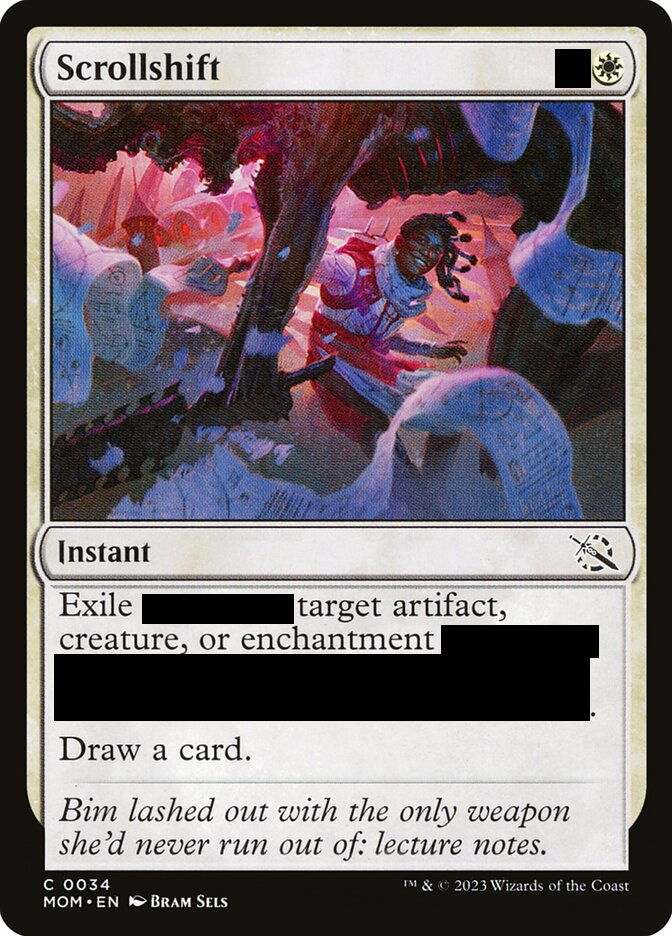 Scrollshift
Instant
Exile target artifact,
creature, or enchantment
.
Draw a card.
Bim lashed out with the only weapon
she'd never run out of: lecture notes.
C 0034
MOM • EN Bram Sels
™ & © 2023 Wizards of the Coast